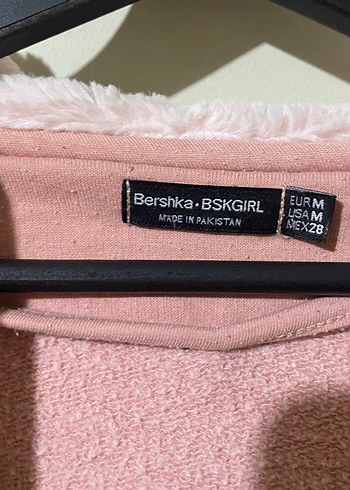 Bershka • BSKGIRL
MADE IN PAKISTAN
EUR M
USA M
MEX 28